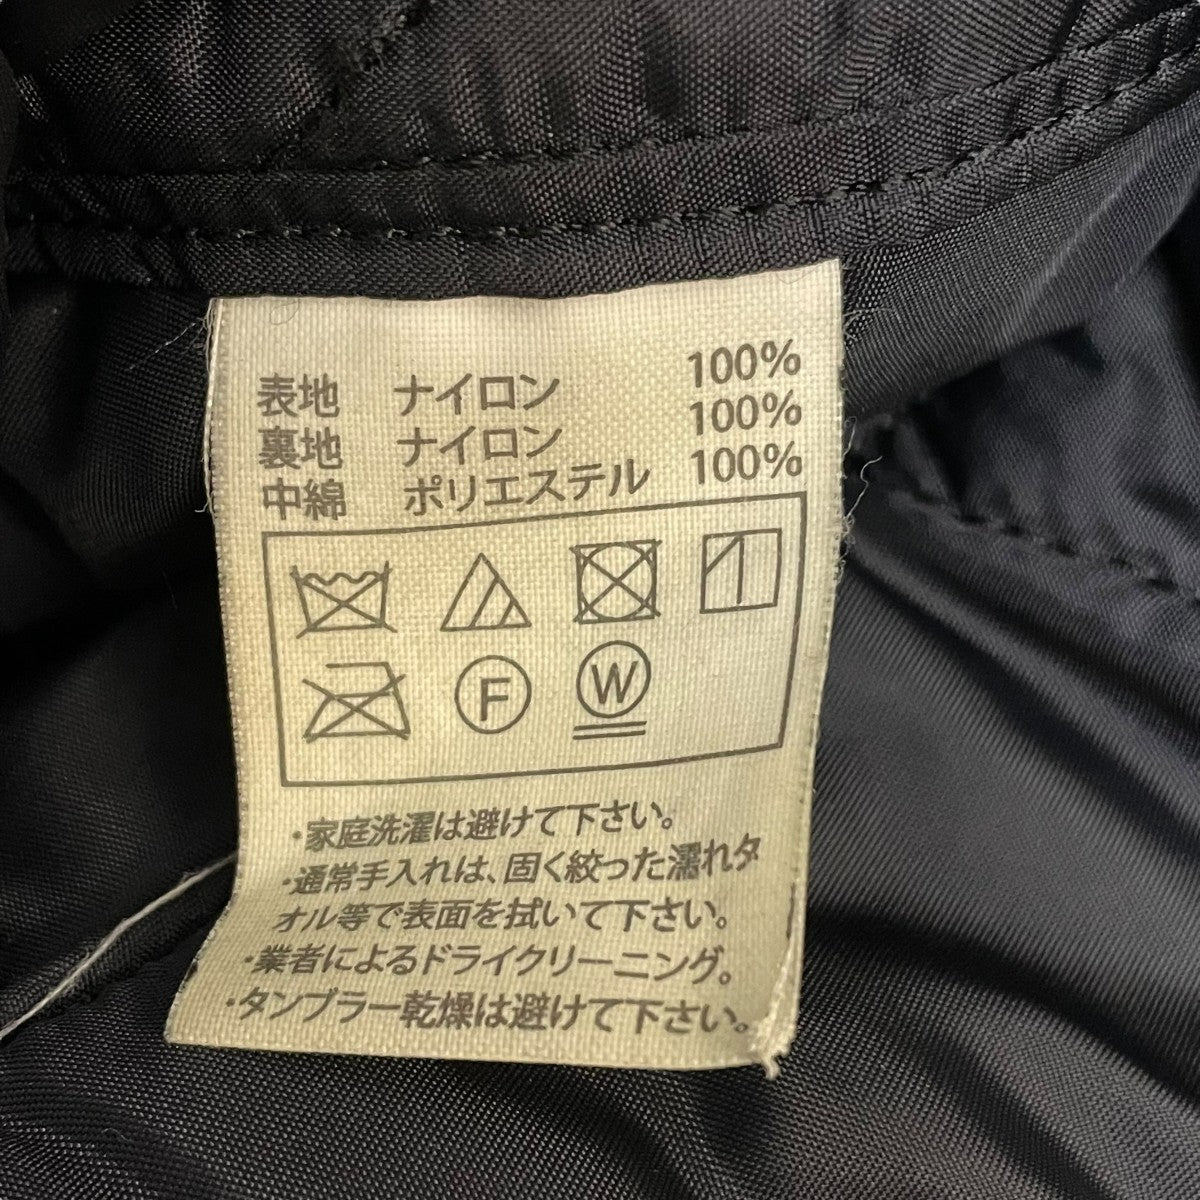 表地 ナイロン 100%
裏地 ナイロン 100%
中綿 ポリエステル 100%
F W
・家庭洗濯は避けて下さい。
・通常手入れは、固く絞った濡れタ
オル等で表面を拭いて下さい。
・業者によるドライクリーニング。
・タンブラー乾燥は避けて下さい。